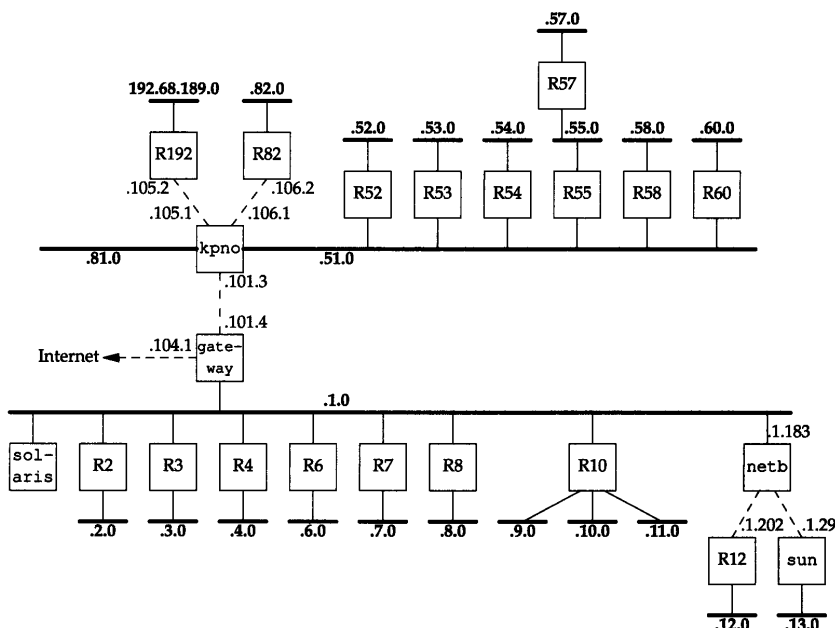 .57.0
R57
192.68.189.0 .82.0
.52.0 .53.0 .54.0 .55.0 .58.0 .60.0
R192 R82
R52 R53 R54 R55 R58 R60
.105.2 .106.2
.105.1 .106.1
kpno
.81.0 .51.0
.101.3
.101.4
Internet .104.1 gate-
way
.1.0
.1.183
sol-
aris R2 R3 R4 R6 R7 R8 R10 netb
.2.0 .3.0 .4.0 .6.0 .7.0 .8.0 .9.0 .10.0 .11.0
.1.202 .1.29
R12 sun
.12.0 .13.0